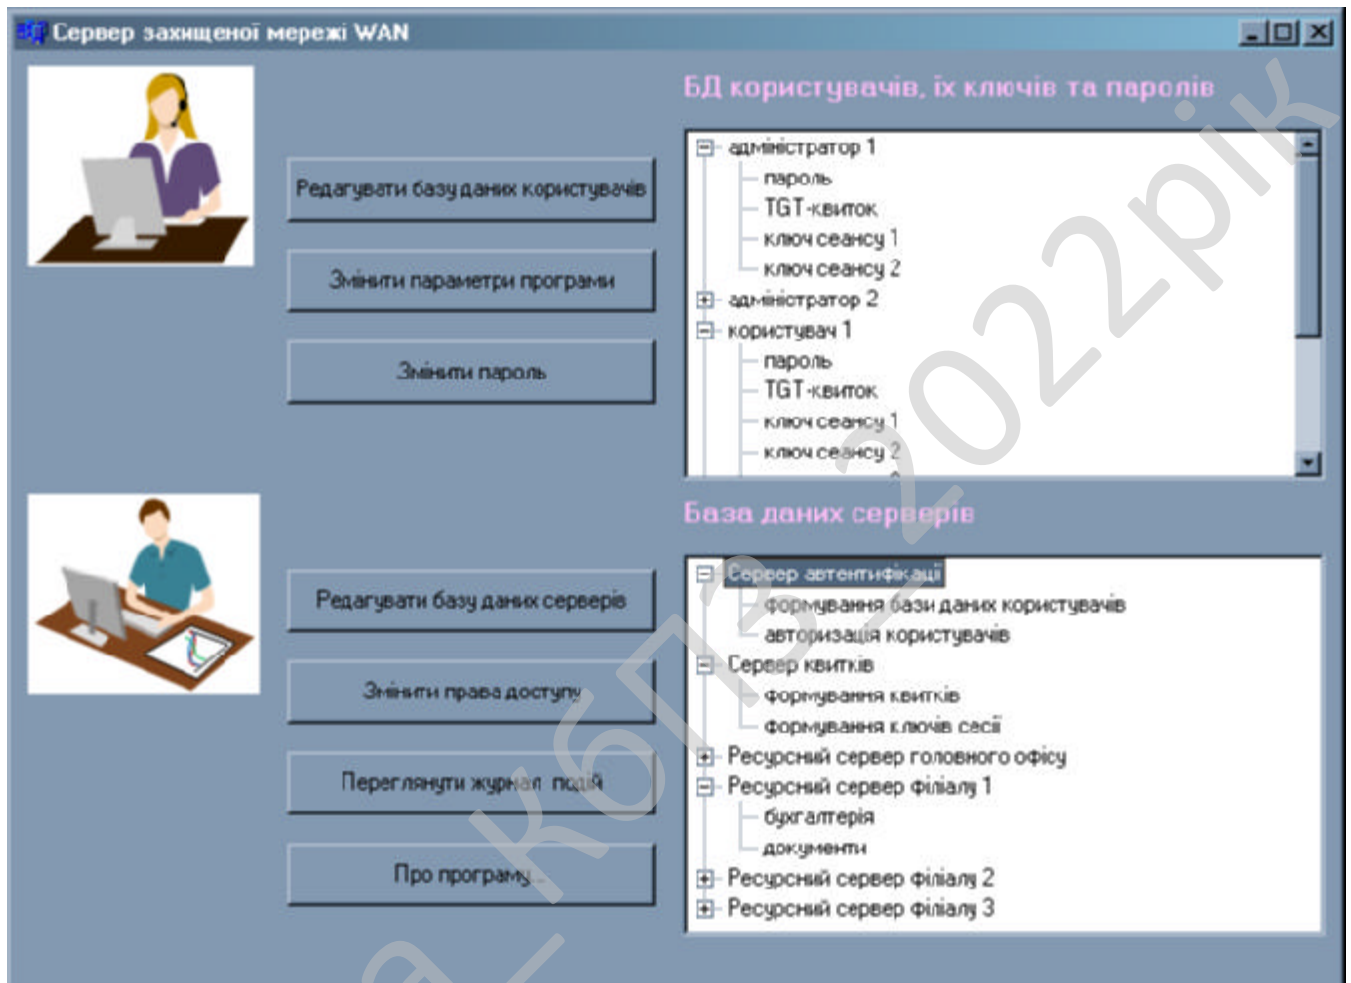 Сервер захищеної мережі WAN
БД користувачів, їх ключів та паролів
адміністратор 1
пароль
TGT-квиток
ключ сеансу 1
ключ сеансу 2
адміністратор 2
користувач 1
пароль
TGT-квиток
ключ сеансу 1
ключ сеансу 2
Редагувати базу даних користувачів
Змінити параметри програми
Змінити пароль
База даних серверів
Сервер автентифікації
формування бази даних користувачів
авторизація користувачів
Сервер квитків
формування квитків
формування ключів сесії
Ресурсний сервер головного офісу
Ресурсний сервер філіалу 1
бухгалтерія
документи
Ресурсний сервер філіалу 2
Ресурсний сервер філіалу 3
Редагувати базу даних серверів
Змінити права доступу
Переглянути журнал подій
Про програму...
а_КбПЗ_2022рік